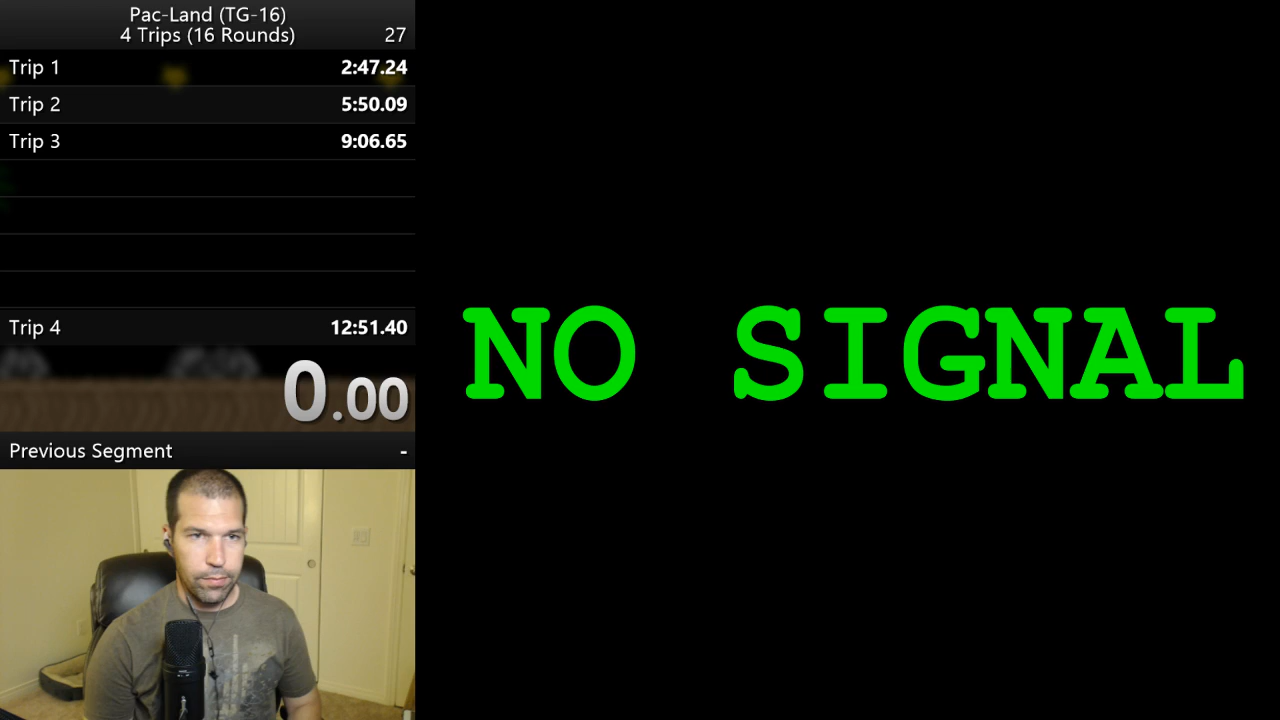 Pac-Land (TG-16)
4 Trips (16 Rounds) 27
Trip 1 2:47.24
Trip 2 5:50.09
Trip 3 9:06.65
Trip 4 12:51.40
0.00
Previous Segment -
NO SIGNAL